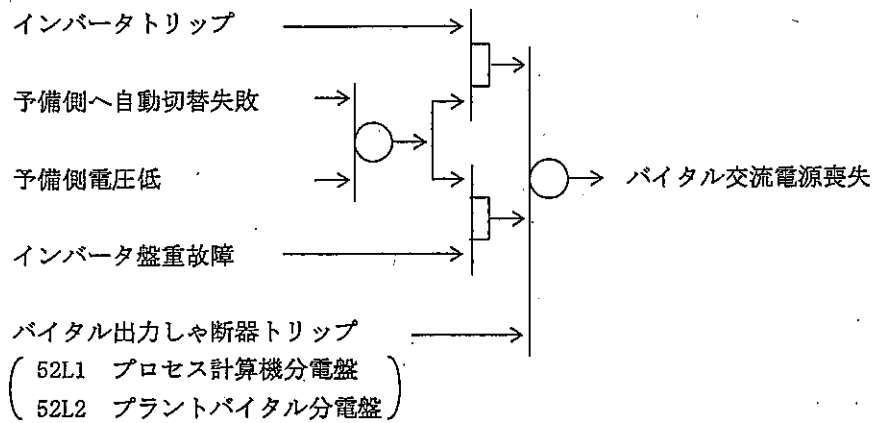 インバータトリップ
予備側へ自動切替失敗
予備側電圧低
バイタル交流電源喪失
インバータ盤重故障
バイタル出力しゃ断器トリップ
52L1 プロセス計算機分電盤
52L2 プラントバイタル分電盤